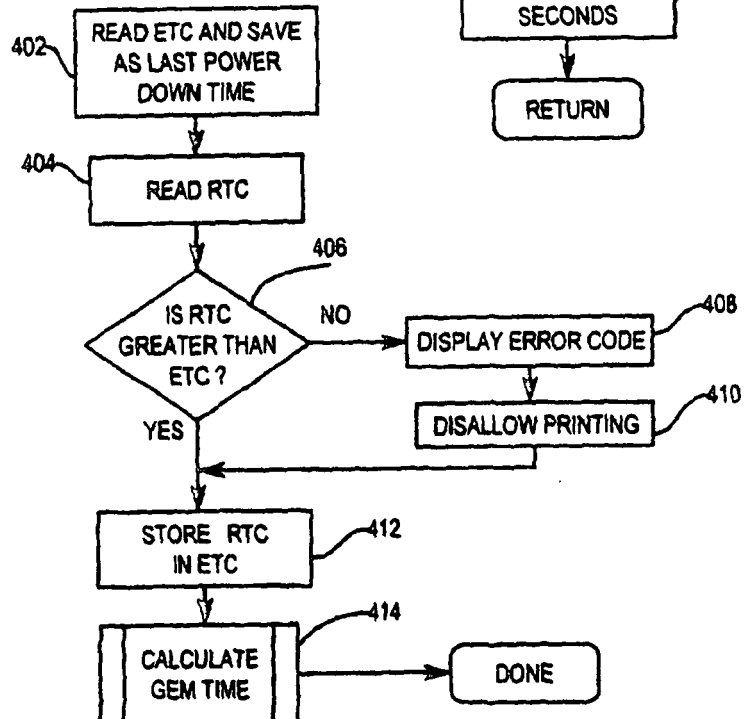 402
READ ETC AND SAVE
AS LAST POWER
DOWN TIME
SECONDS
RETURN
404
READ RTC
406
IS RTC
GREATER THAN
ETC ?
NO
YES
DISPLAY ERROR CODE
408
DISALLOW PRINTING
410
STORE RTC
IN ETC
412
CALCULATE
GEM TIME
414
DONE